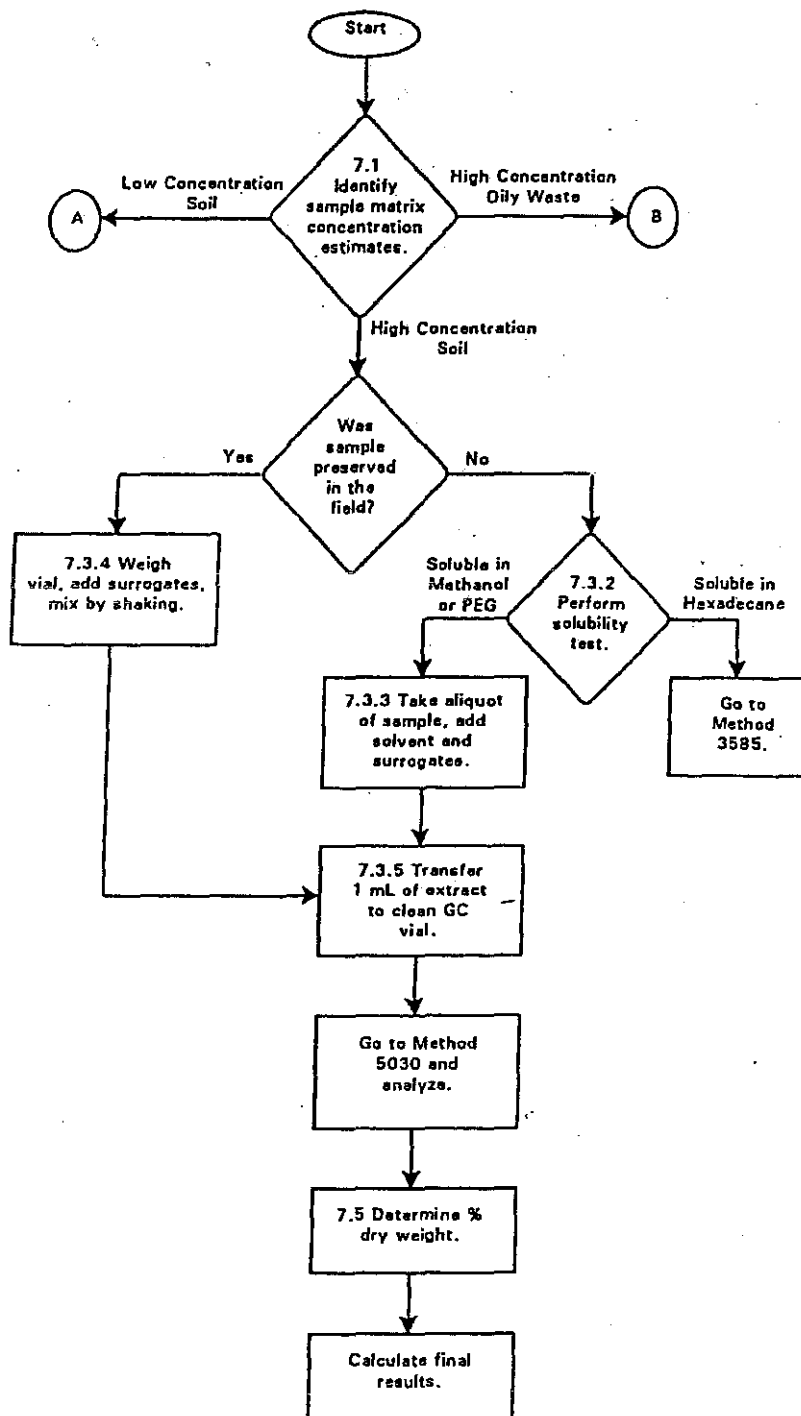 Start
7.1
Identify
sample matrix
concentration
estimates.
Low Concentration
Soil
A
High Concentration
Oily Waste
B
High Concentration
Soil
Was
sample
preserved
in the
field?
Yes
No
7.3.4 Weigh
vial, add surrogates,
mix by shaking.
Soluble in
Methanol
or PEG
7.3.2
Perform
solubility
test.
Soluble in
Hexadecane
7.3.3 Take aliquot
of sample, add
solvent and
surrogates.
Go to
Method
3585.
7.3.5 Transfer
1 mL of extract
to clean GC
vial.
Go to Method
5030 and
analyze.
7.5 Determine %
dry weight.
Calculate final
results.